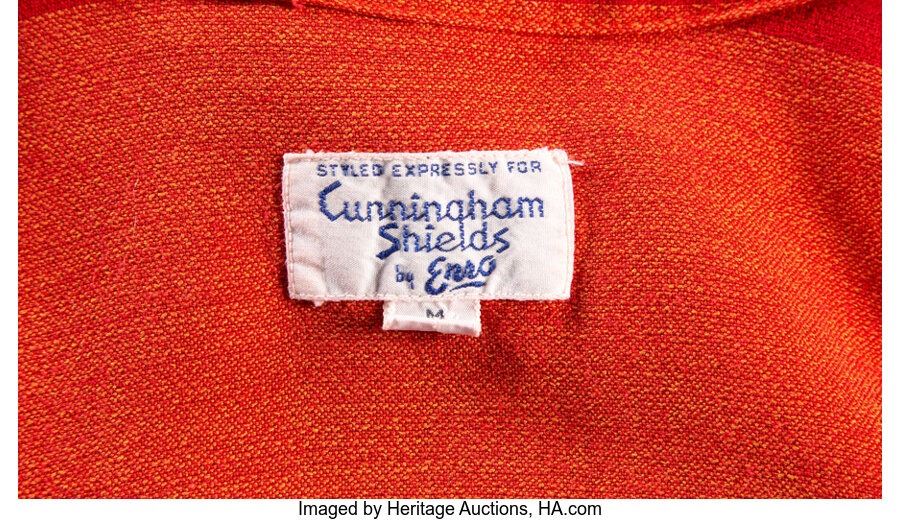 STYLED EXPRESSLY FOR
Cunningham
Shields
by Enro
M
Imaged by Heritage Auctions, HA.com